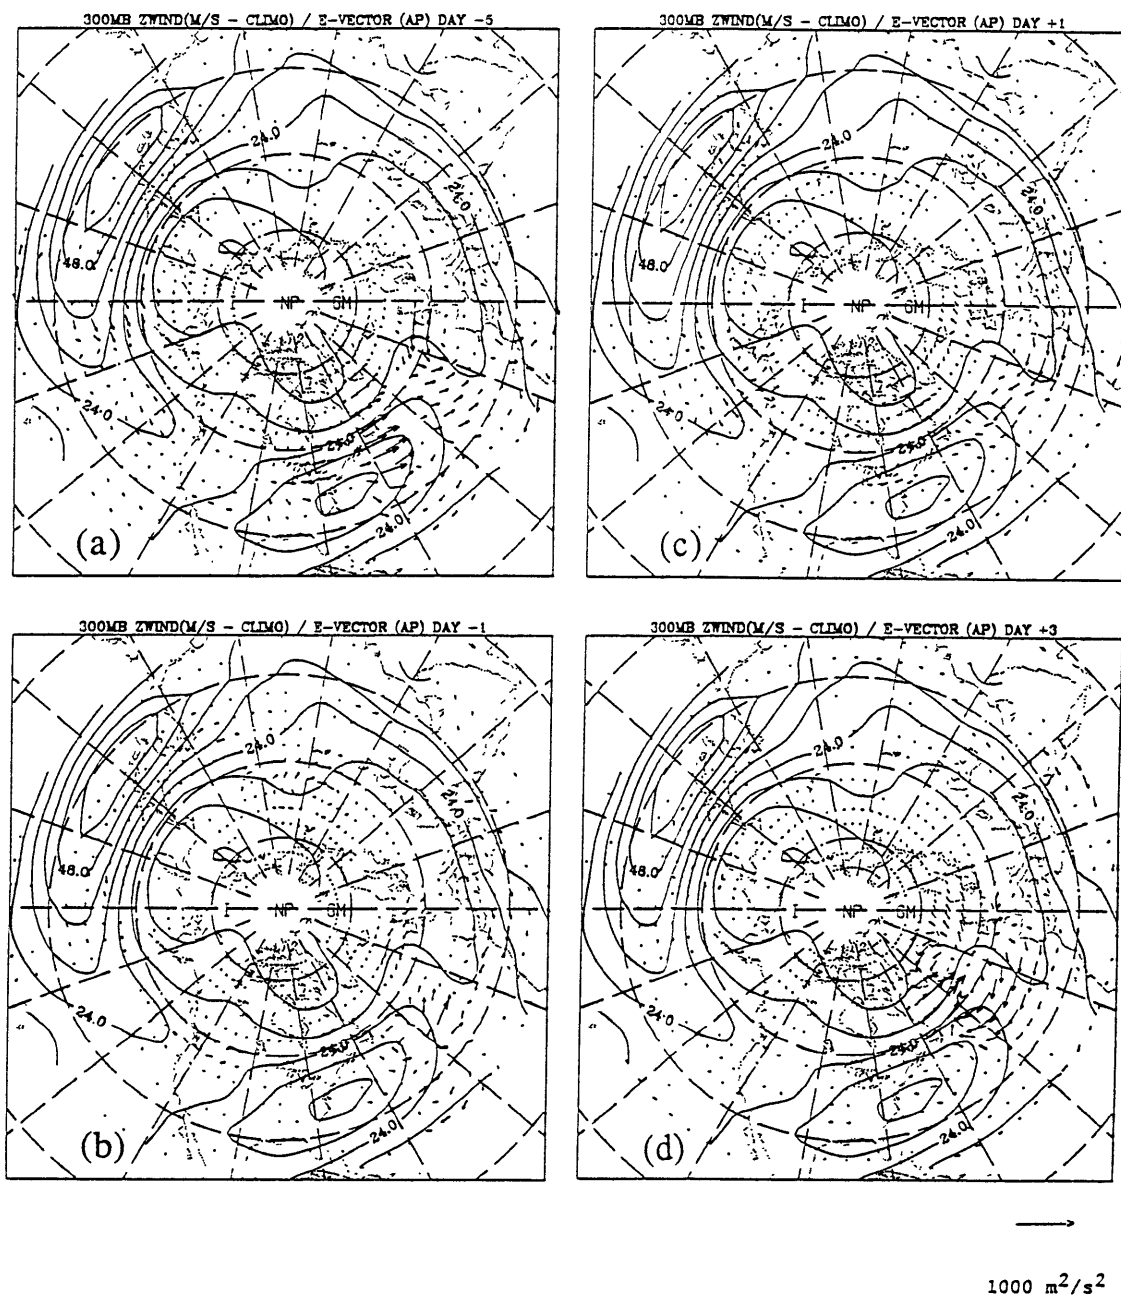 300MB ZWIND(M/S - CLIMO) / E-VECTOR (AP) DAY -5
24.0
24.0
48.0
NP GM
24.0
24.0
24.0
(a)
300MB ZWIND(M/S - CLIMO) / E-VECTOR (AP) DAY +1
24.0
24.0
48.0
I NP GM
24.0
24.0
24.0
(c)
300MB ZWIND(M/S - CLIMO) / E-VECTOR (AP) DAY -1
24.0
24.0
48.0
I NP GM
24.0
24.0
24.0
(b)
300MB ZWIND(M/S - CLIMO) / E-VECTOR (AP) DAY +3
24.0
24.0
48.0
I NP GM
24.0
24.0
24.0
(d)
1000 m²/s²